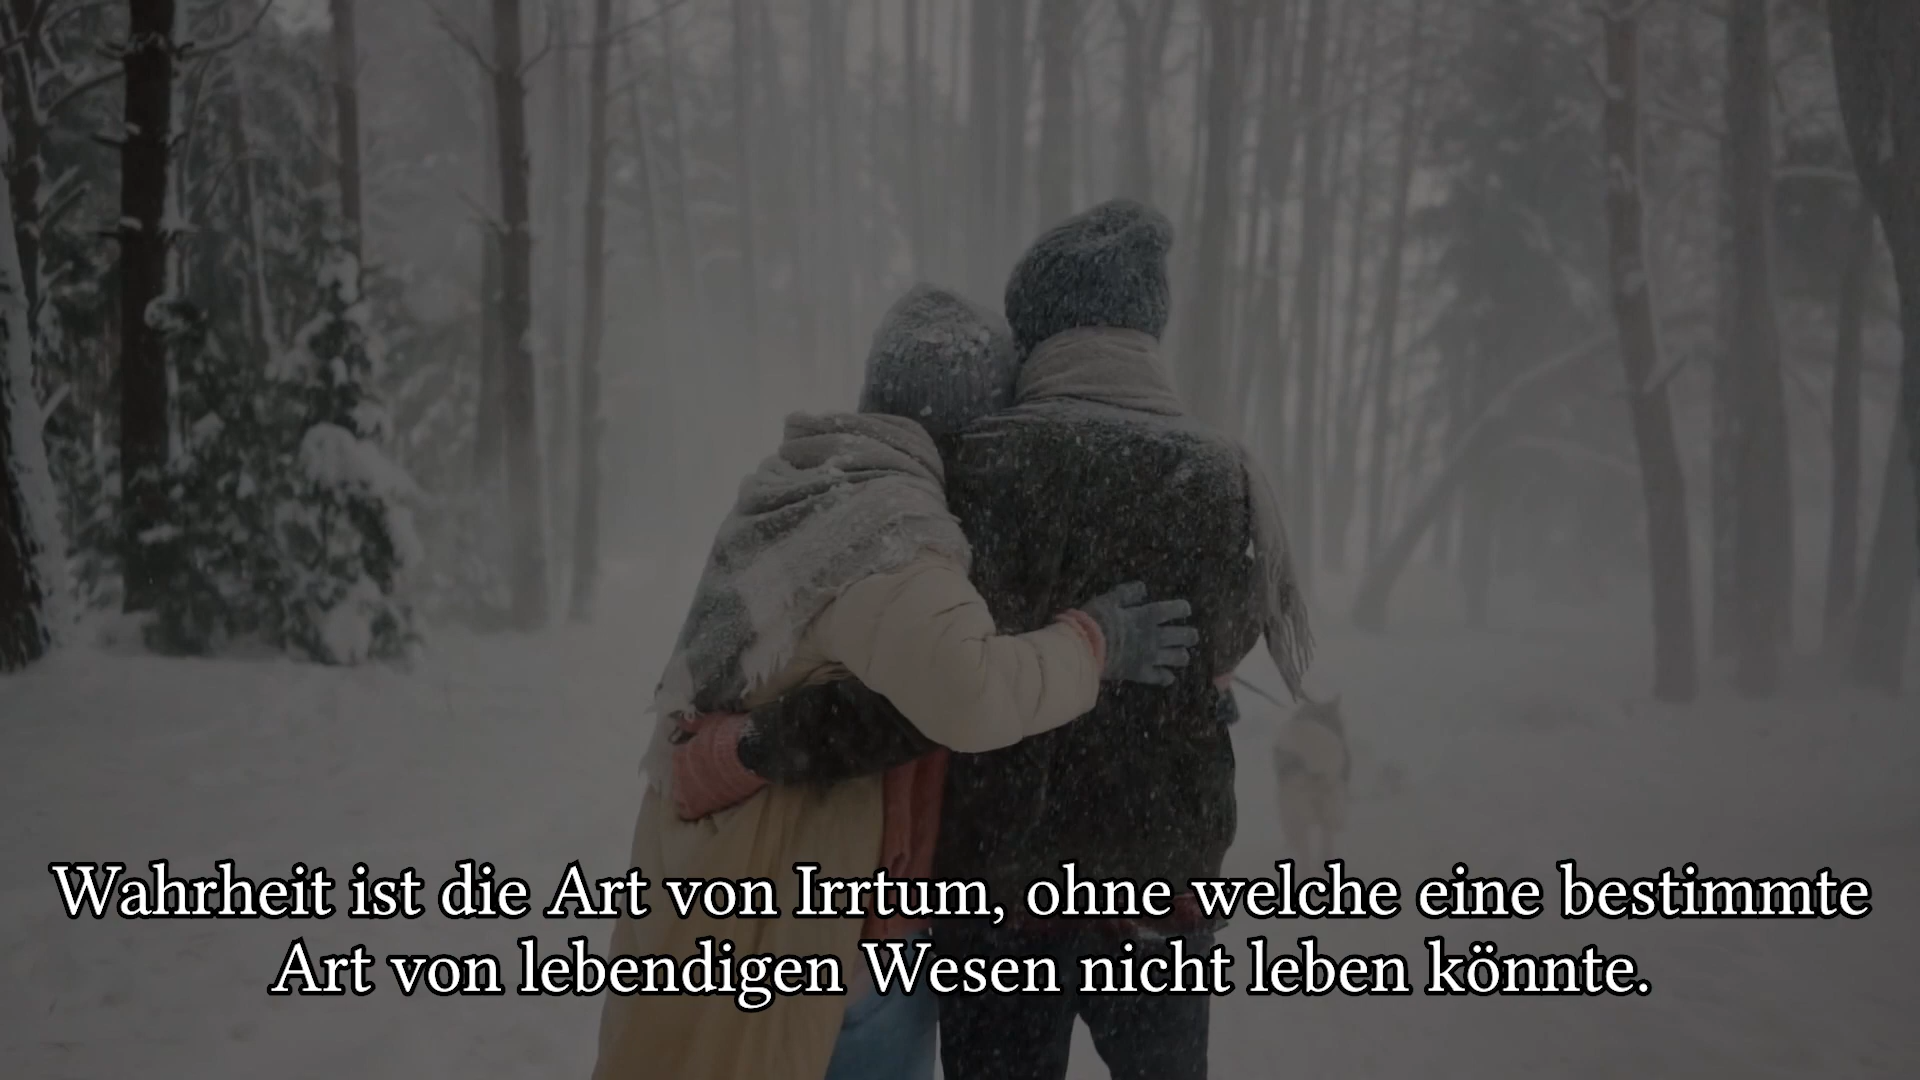 Wahrheit ist die Art von Irrtum, ohne welche eine bestimmte
Art von lebendigen Wesen nicht leben könnte.